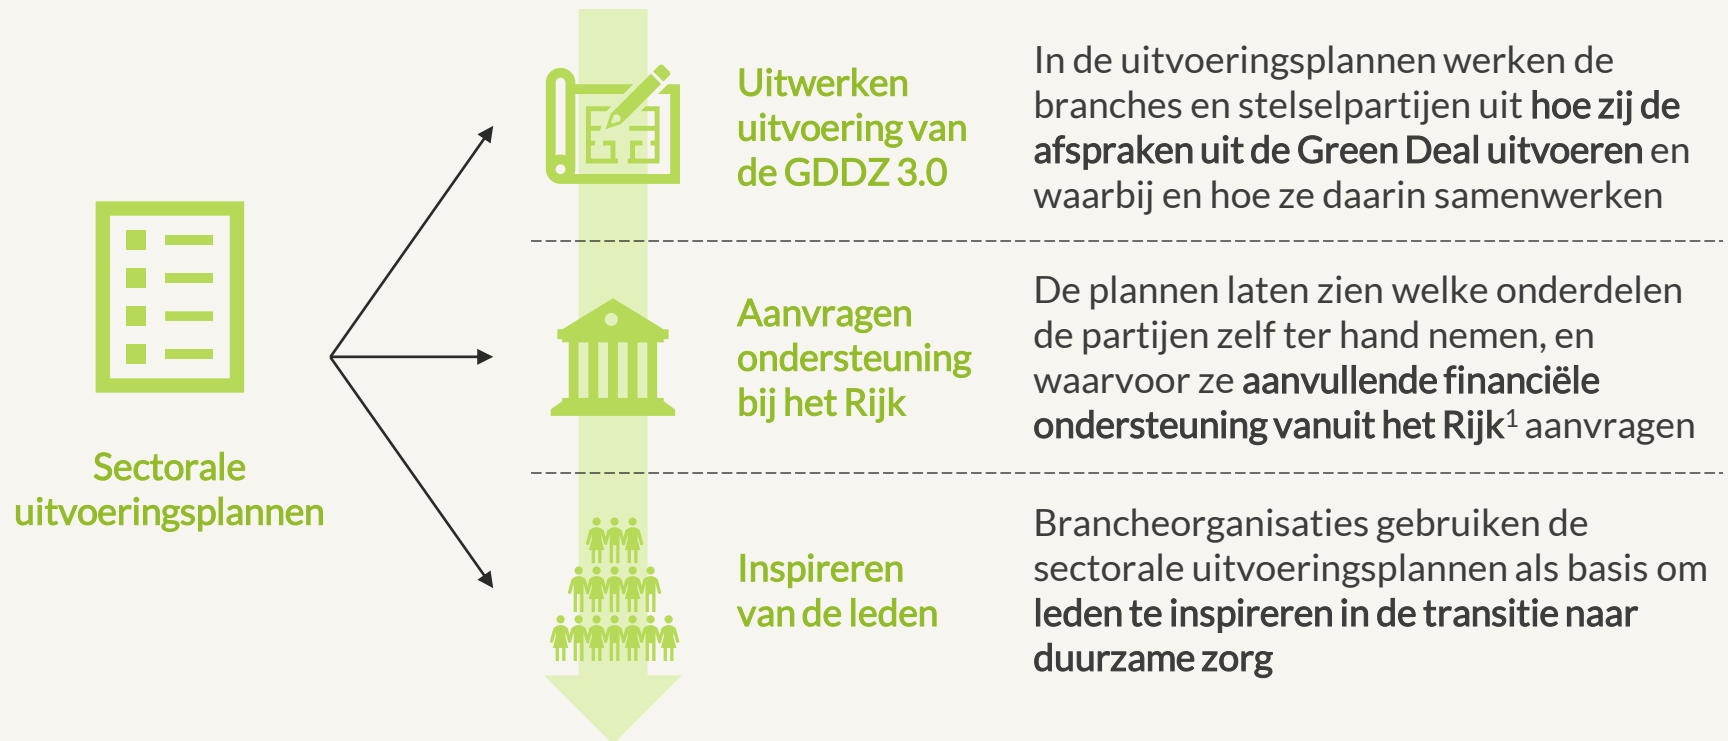 Sectorale
uitvoeringsplannen
Uitwerken
uitvoering van
de GDDZ 3.0
In de uitvoeringsplannen werken de
branches en stelselpartijen uit hoe zij de
afspraken uit de Green Deal uitvoeren en
waarbij en hoe ze daarin samenwerken
Aanvragen
ondersteuning
bij het Rijk
De plannen laten zien welke onderdelen
de partijen zelf ter hand nemen, en
waarvoor ze aanvullende financiële
ondersteuning vanuit het Rijk¹ aanvragen
Inspireren
van de leden
Brancheorganisaties gebruiken de
sectorale uitvoeringsplannen als basis om
leden te inspireren in de transitie naar
duurzame zorg